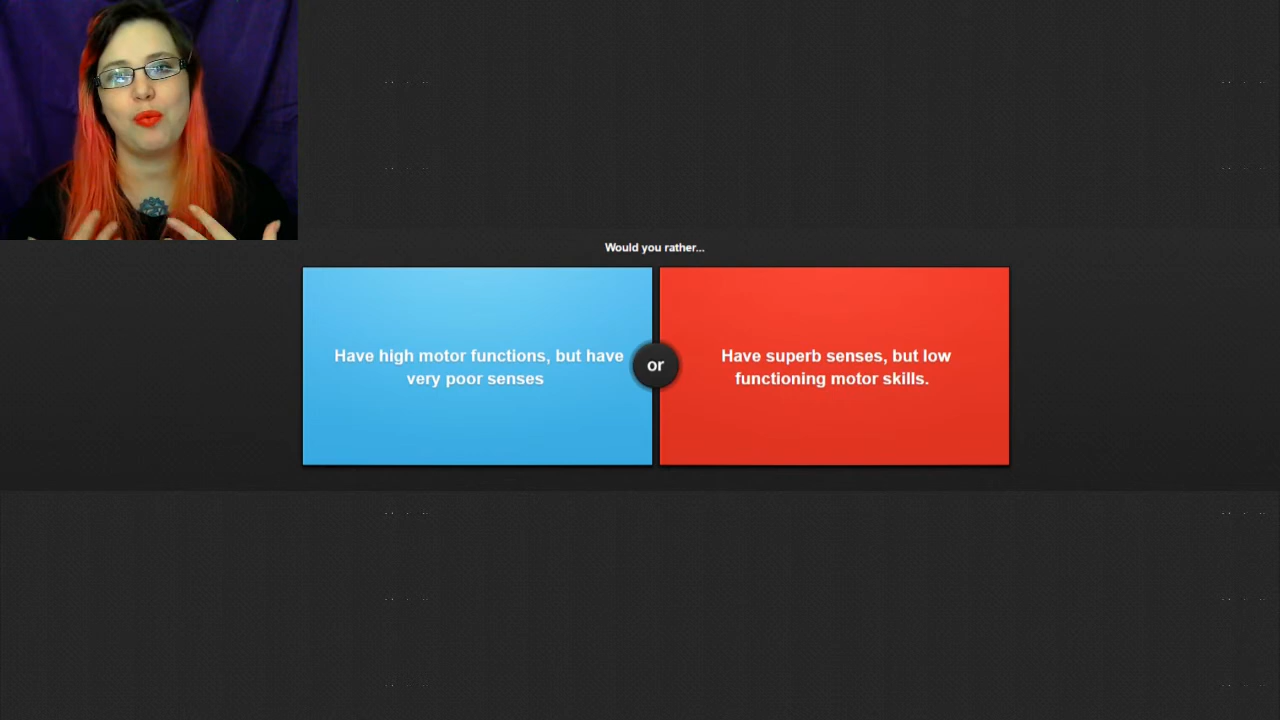 Would you rather...
Have high motor functions, but have
very poor senses
or
Have superb senses, but low
functioning motor skills.